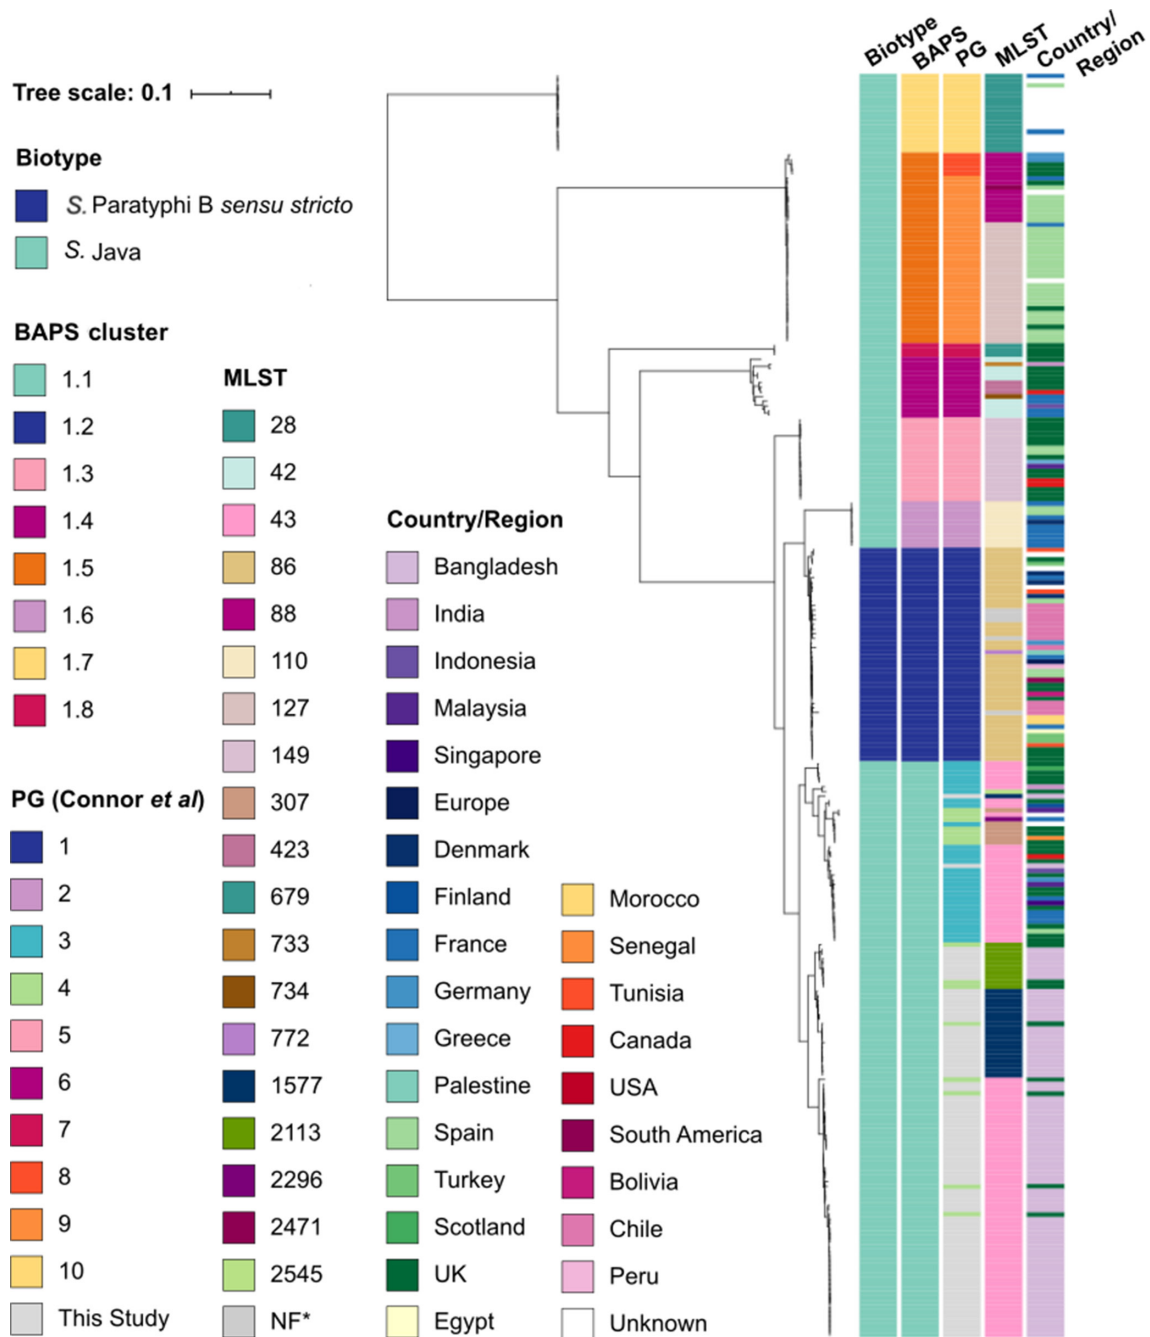 Biotype
BAPS
PG
MLST
Country/
Region
Tree scale: 0.1
Biotype
S. Paratyphi B sensu stricto
S. Java
BAPS cluster
1.1
1.2
1.3
1.4
1.5
1.6
1.7
1.8
PG (Connor et al)
1
2
3
4
5
6
7
8
9
10
This Study
MLST
28
42
43
86
88
110
127
149
307
423
679
733
734
772
1577
2113
2296
2471
2545
NF*
Country/Region
Bangladesh
India
Indonesia
Malaysia
Singapore
Europe
Denmark
Finland
France
Germany
Greece
Palestine
Spain
Turkey
Scotland
UK
Egypt
Morocco
Senegal
Tunisia
Canada
USA
South America
Bolivia
Chile
Peru
Unknown